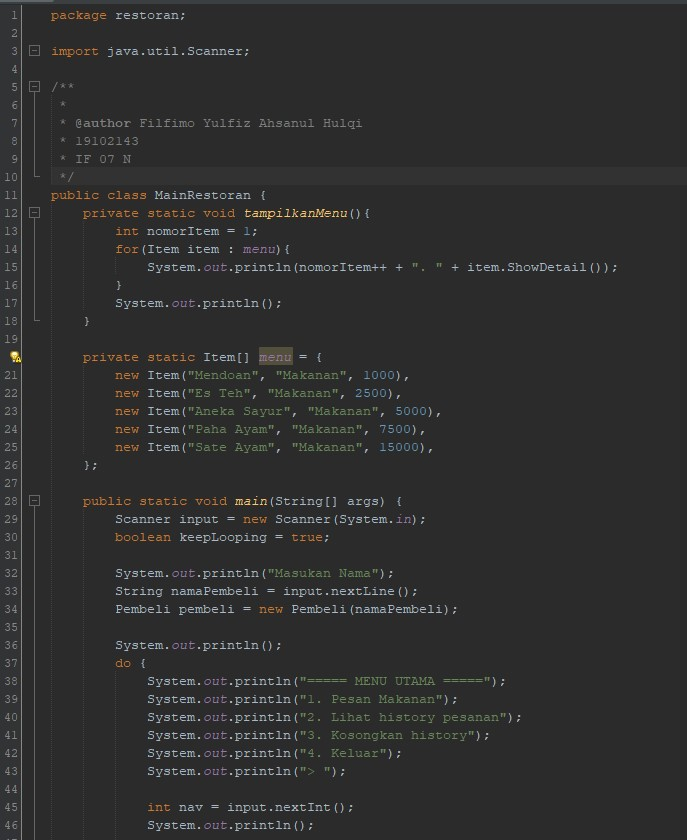 1 package restoran;
2
3 import java.util.Scanner;
4
5 /**
6 *
7 * @author Filfimo Yulfiz Ahsanul Hulqi
8 * 19102143
9 * IF 07 N
10 */
11 public class MainRestoran {
12 private static void tampilkanMenu(){
13 int nomorItem = 1;
14 for(Item item : menu){
15 System.out.println(nomorItem++ + ". " + item.ShowDetail());
16 }
17 System.out.println();
18 }
19
private static Item[] menu = {
21 new Item("Mendoan", "Makanan", 1000),
22 new Item("Es Teh", "Makanan", 2500),
23 new Item("Aneka Sayur", "Makanan", 5000),
24 new Item("Paha Ayam", "Makanan", 7500),
25 new Item("Sate Ayam", "Makanan", 15000),
26 };
27
28 public static void main(String[] args) {
29 Scanner input = new Scanner(System.in);
30 boolean keepLooping = true;
31
32 System.out.println("Masukan Nama");
33 String namaPembeli = input.nextLine();
34 Pembeli pembeli = new Pembeli(namaPembeli);
35
36 System.out.println();
37 do {
38 System.out.println("===== MENU UTAMA =====");
39 System.out.println("1. Pesan Makanan");
40 System.out.println("2. Lihat history pesanan");
41 System.out.println("3. Kosongkan history");
42 System.out.println("4. Keluar");
43 System.out.println("> ");
44
45 int nav = input.nextInt();
46 System.out.println();